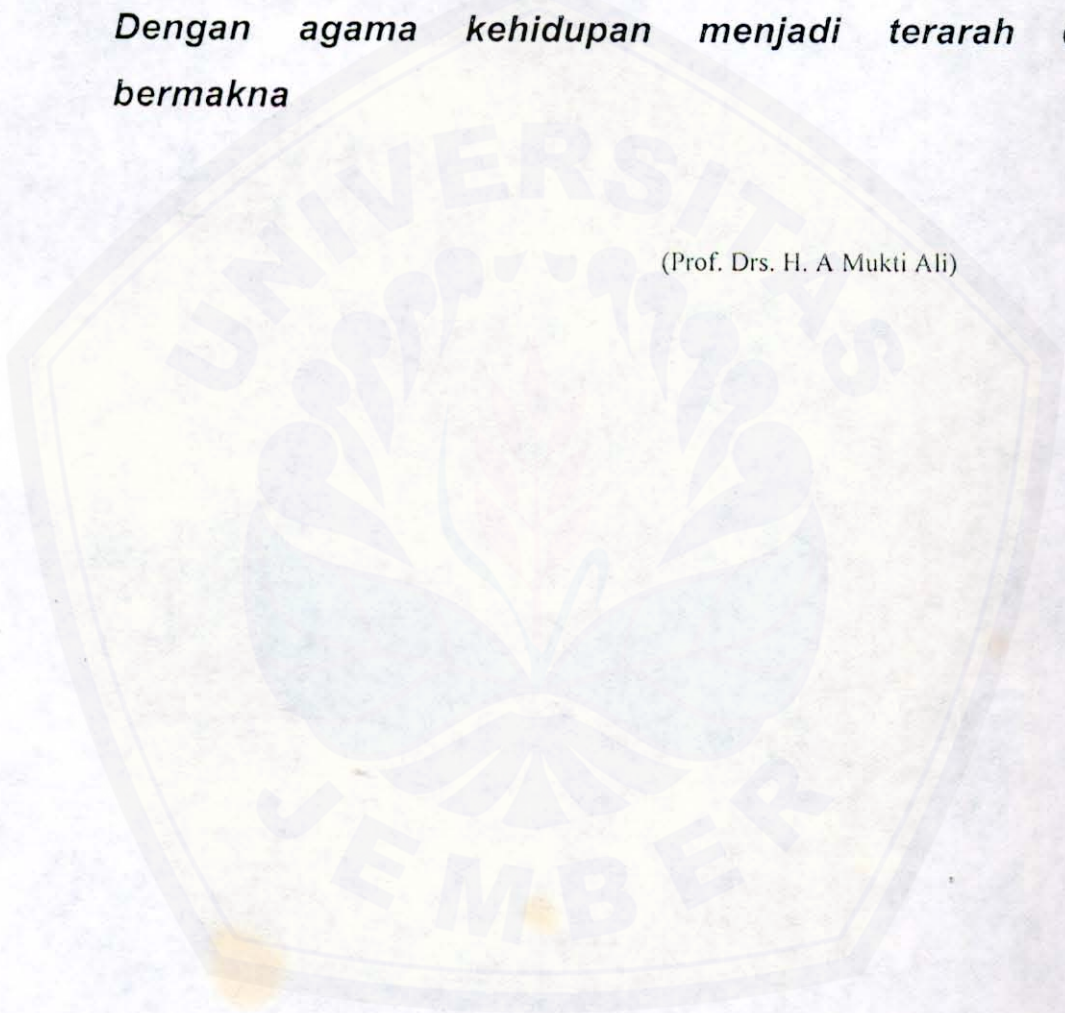 Dengan agama kehidupan menjadi terarah
bermakna
(Prof. Drs. H. A Mukti Ali)
UNIVERSITAS
JEMBER